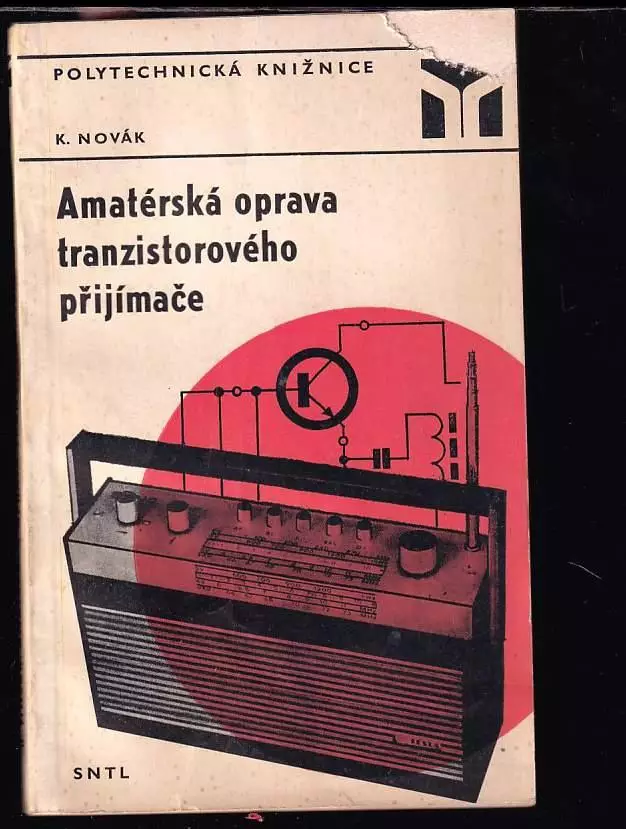 POLYTECHNICKÁ KNIŽNICE
K. NOVÁK
Amatérská oprava
tranzistorového
přijímače
SNTL